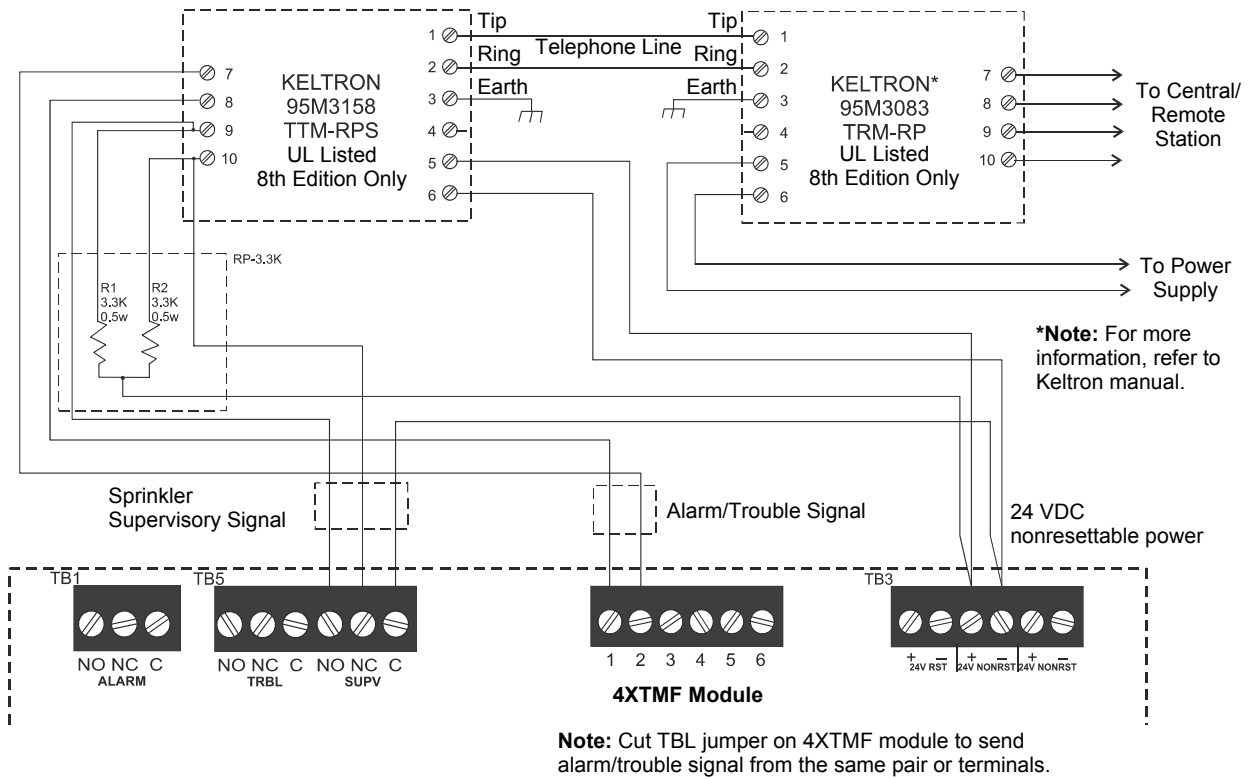 Tip
Ring
Earth
Telephone Line
Tip
Ring
Earth
1
2
3
4
5
6
7
8
9
10
KELTRON
95M3158
TTM-RPS
UL Listed
8th Edition Only
1
2
3
4
5
6
KELTRON*
95M3083
TRM-RP
UL Listed
8th Edition Only
7
8
9
10
To Central/
Remote
Station
To Power
Supply
*Note: For more
information, refer to
Keltron manual.
RP-3.3K
R1
3.3K
0.5w
R2
3.3K
0.5w
Sprinkler
Supervisory Signal
Alarm/Trouble Signal
24 VDC
nonresettable power
TB1
NO NC C
ALARM
TB5
NO NC C NO NC C
TRBL SUPV
1 2 3 4 5 6
4XTMF Module
TB3
+ – + – + –
24V RST 24V NONRST 24V NONRST
Note: Cut TBL jumper on 4XTMF module to send
alarm/trouble signal from the same pair or terminals.